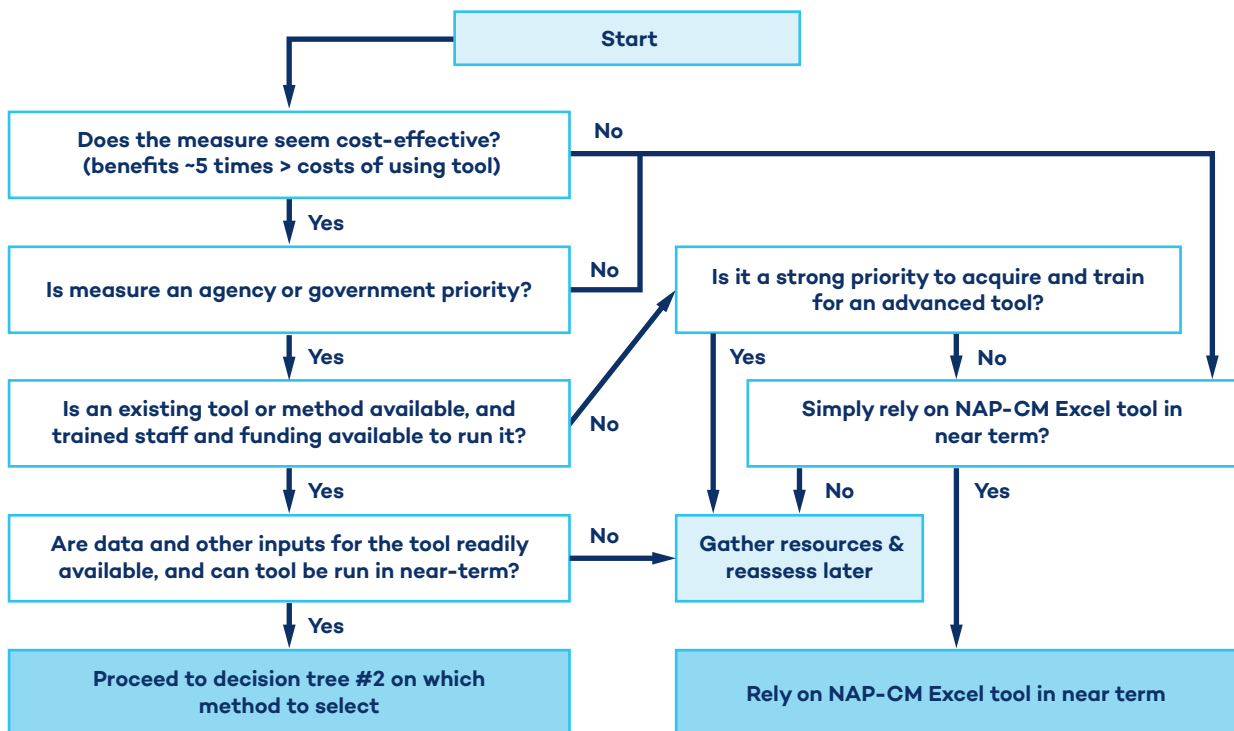 Start
Does the measure seem cost-effective?
(benefits ~5 times > costs of using tool)
No
Yes
Is measure an agency or government priority?
No
Is it a strong priority to acquire and train
for an advanced tool?
Yes
Yes
No
Is an existing tool or method available, and
trained staff and funding available to run it?
No
Simply rely on NAP-CM Excel tool in
near term?
Yes
No
Yes
Are data and other inputs for the tool readily
available, and can tool be run in near-term?
No
Gather resources &
reassess later
Yes
Proceed to decision tree #2 on which
method to select
Rely on NAP-CM Excel tool in near term